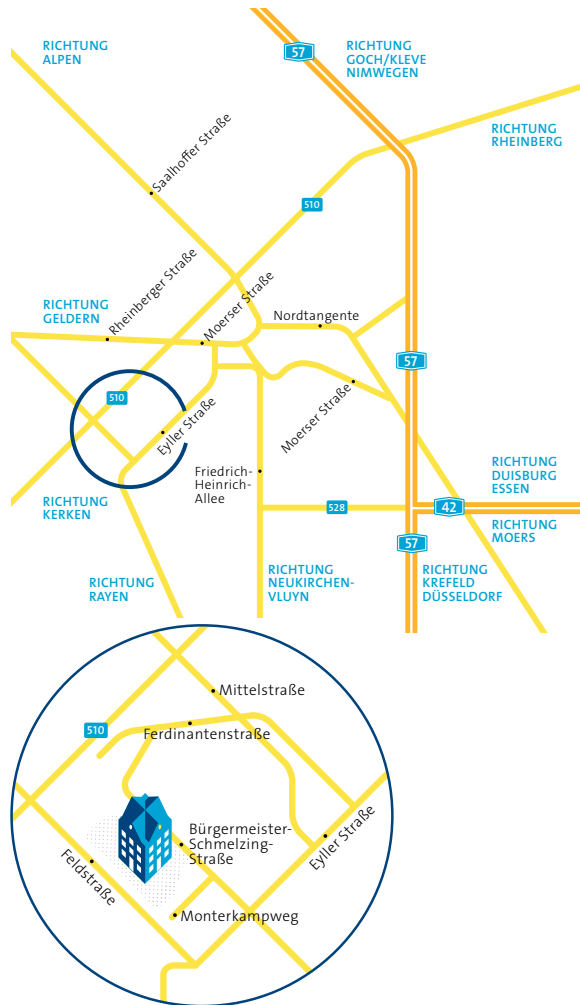 RICHTUNG
ALPEN
57
RICHTUNG
GOCH/KLEVE
NIMWEGEN
RICHTUNG
RHEINBERG
Saalhoffer Straße
510
Rheinberger Straße
RICHTUNG
GELDERN
Moerser Straße
Nordtangente
57
510
Eyller Straße
Moerser Straße
Friedrich-
Heinrich-
Allee
RICHTUNG
DUISBURG
ESSEN
RICHTUNG
KERKEN
528
42
RICHTUNG
MOERS
57
RICHTUNG
RAYEN
RICHTUNG
NEUKIRCHEN-
VLUYN
RICHTUNG
KREFELD
DÜSSELDORF
Mittelstraße
510
Ferdinantenstraße
Bürgermeister-
Schmelzing-
Straße
Eyller Straße
Feldstraße
Monterkampweg